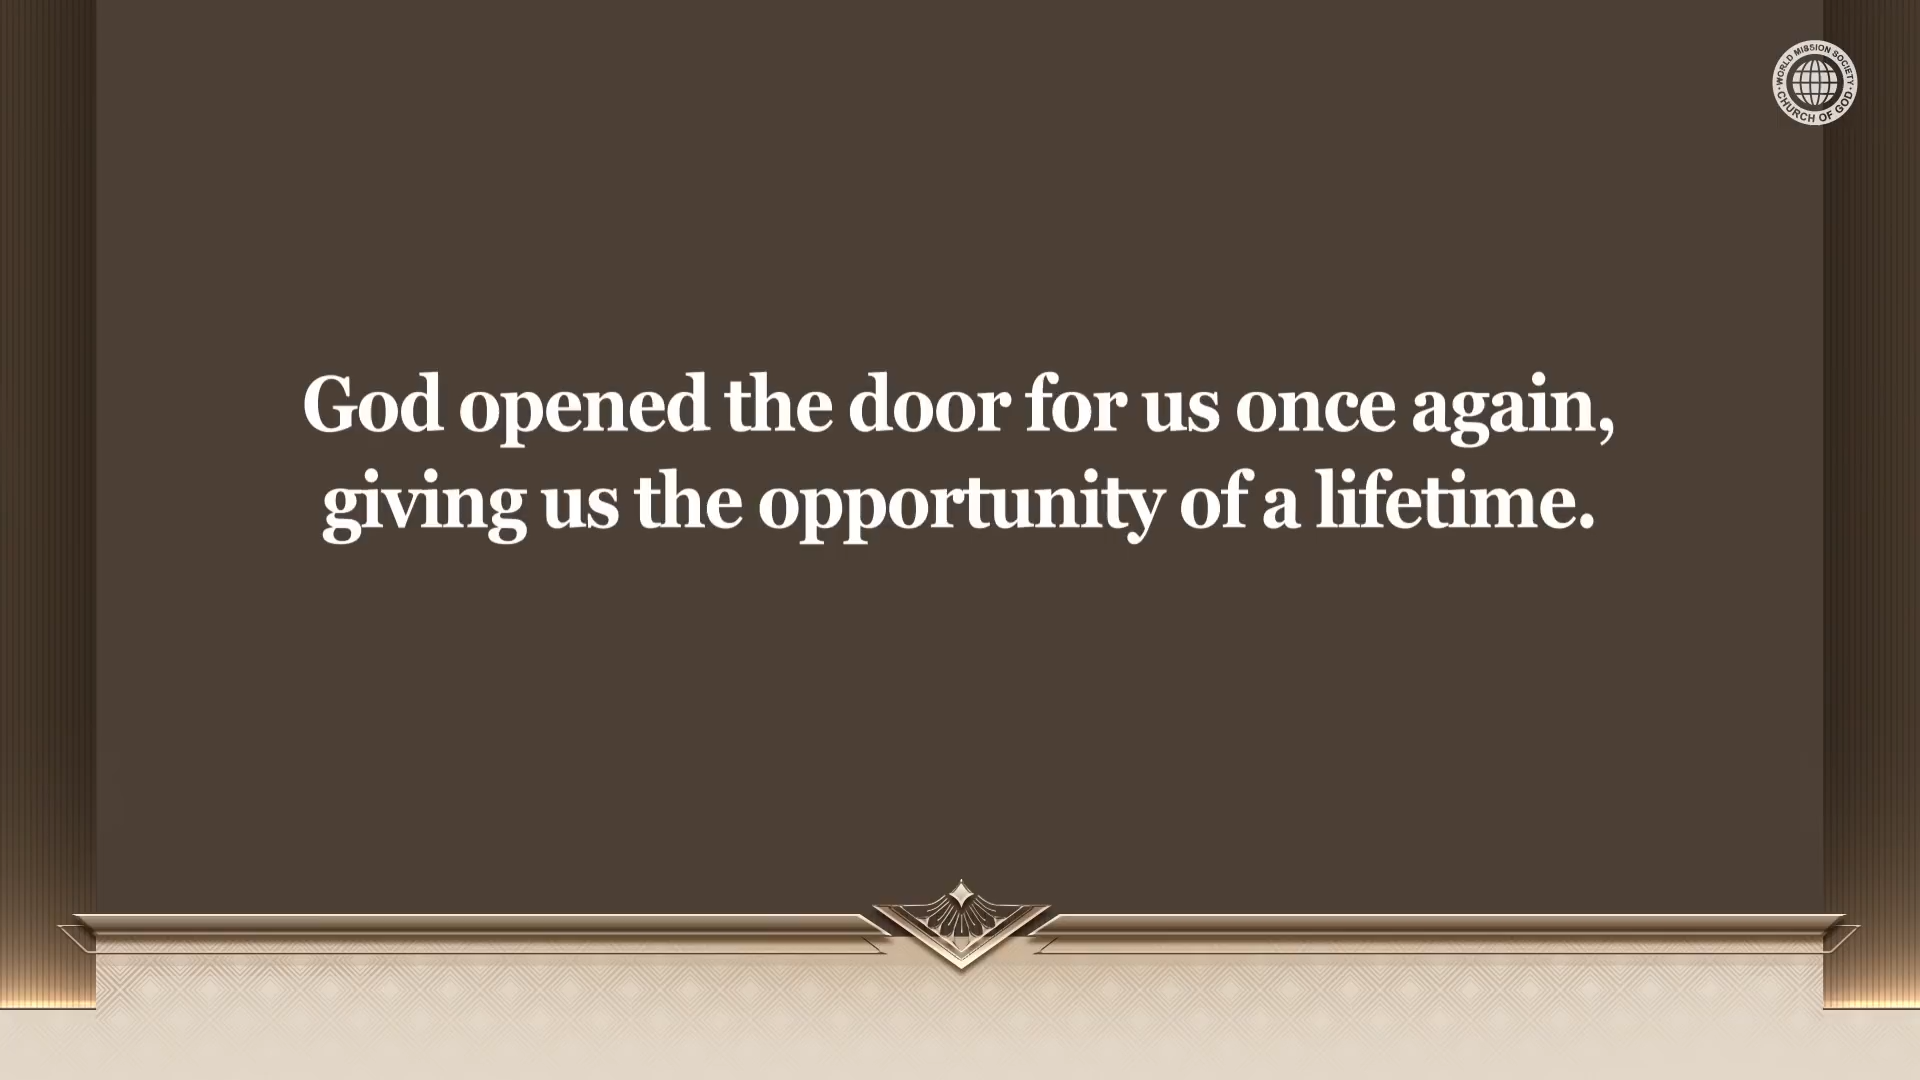 WORLD MISSION SOCIETY
CHURCH OF GOD
God opened the door for us once again,
giving us the opportunity of a lifetime.